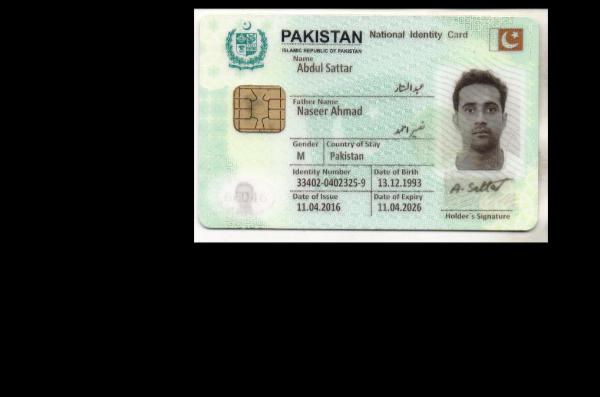 PAKISTAN National Identity Card
ISLAMIC REPUBLIC OF PAKISTAN
Name
Abdul Sattar
عبدالستار
Father Name
Naseer Ahmad
نصیر احمد
Gender Country of Stay
M Pakistan
Identity Number Date of Birth
33402-0402325-9 13.12.1993
Date of Issue Date of Expiry
11.04.2016 11.04.2026
A. Sattar
Holder's Signature